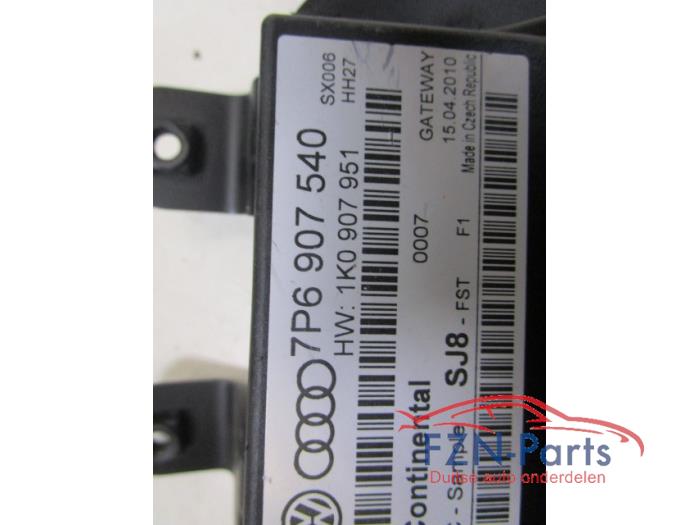 7P6 907 540 SX006
HW: 1K0 907 951 HH27
0007 GATEWAY
15.04.2010
Continental SJ8 - FST F1 Made in Czech Republic
- Sample
FZN-Parts
Duitse auto onderdelen